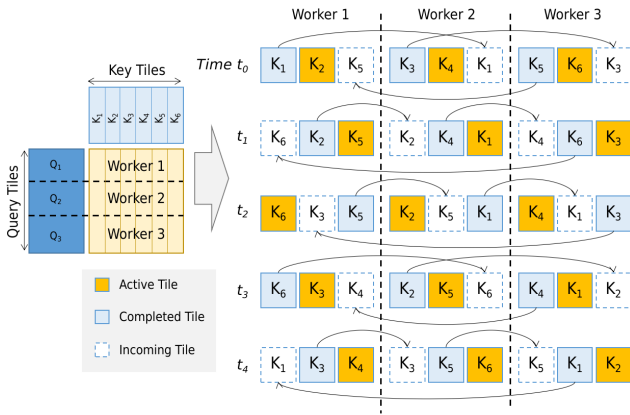 Worker 1 Worker 2 Worker 3
Time t0 K1 K2 K5 K3 K4 K1 K5 K6 K3
t1 K6 K2 K5 K2 K4 K1 K4 K6 K3
t2 K6 K3 K5 K2 K5 K1 K4 K1 K3
t3 K6 K3 K4 K2 K5 K6 K4 K1 K2
t4 K1 K3 K4 K3 K5 K6 K5 K1 K2
Key Tiles
K1 K2 K3 K4 K5 K6
Query Tiles
Q1 Worker 1
Q2 Worker 2
Q3 Worker 3
Active Tile
Completed Tile
Incoming Tile